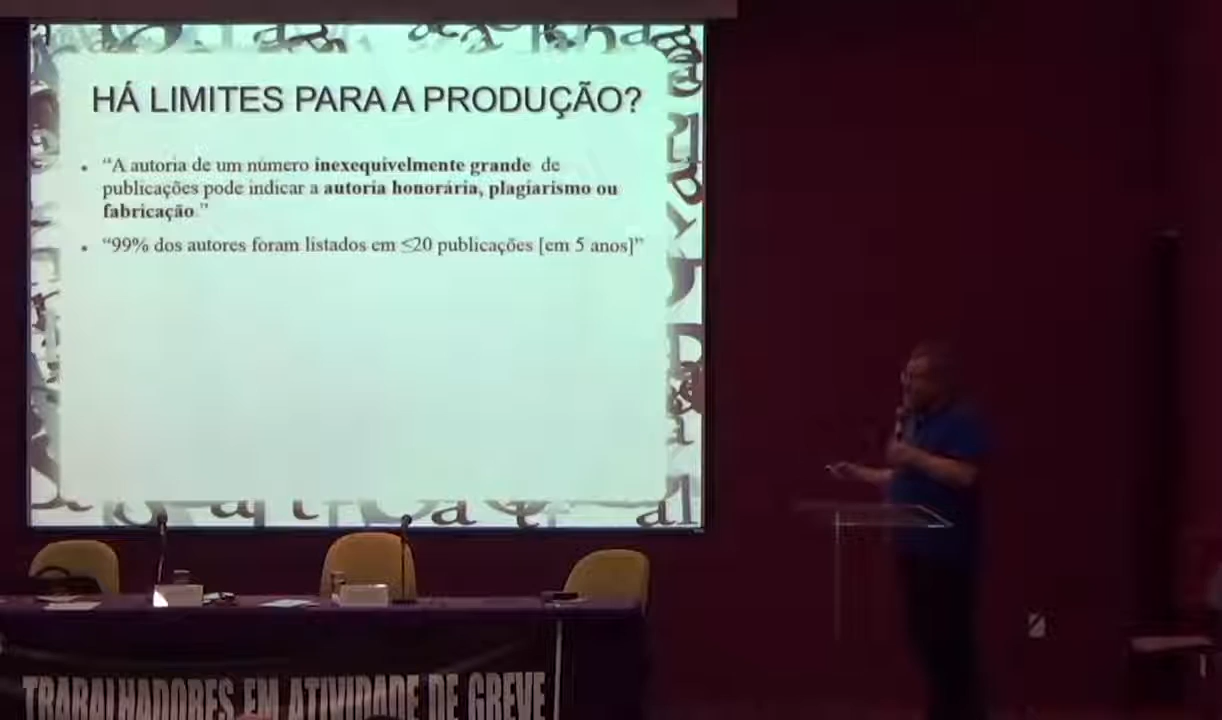 HÁ LIMITES PARA A PRODUÇÃO?
• “A autoria de um número inexequivelmente grande de
publicações pode indicar a autoria honorária, plagiarismo ou
fabricação.”
• “99% dos autores foram listados em ≤20 publicações [em 5 anos]”
TRABALHADORES EM ATIVIDADE DE GREVE